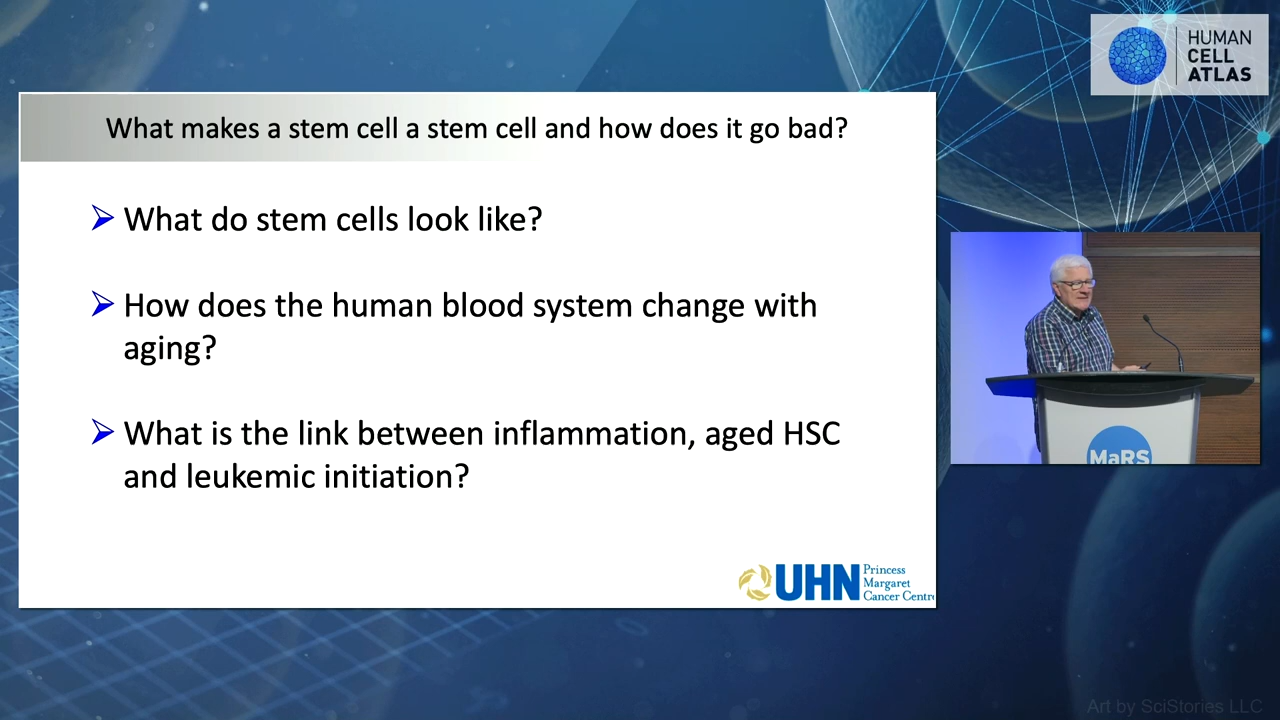 HUMAN
CELL
ATLAS
What makes a stem cell a stem cell and how does it go bad?
What do stem cells look like?
How does the human blood system change with
aging?
What is the link between inflammation, aged HSC
and leukemic initiation?
UHN
Princess
Margaret
Cancer Centre
MaRS
Art by SciStories LLC